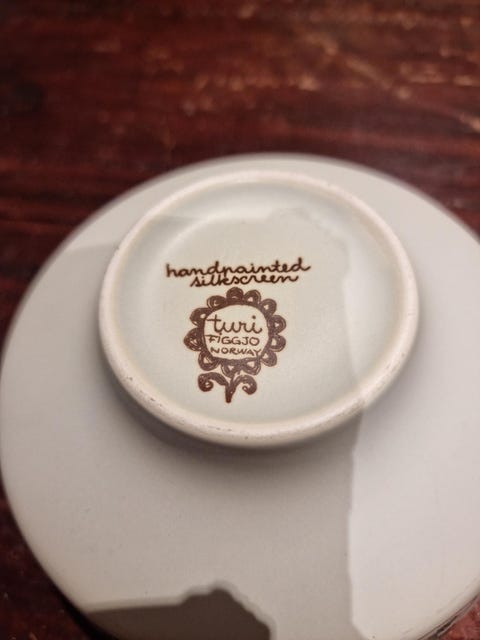 handpainted
silkscreen
turi
FIGGJO
NORWAY